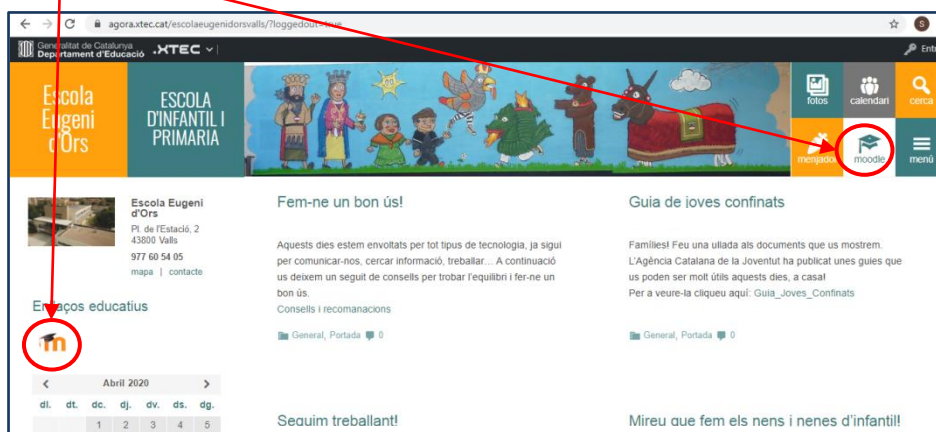 agora.xtec.cat/escolaeugenidorsvalls/?loggedout=true
S
Generalitat de Catalunya
Departament d'Educació
.XTEC
Entr
Escola
Eugeni
d'Ors
ESCOLA
D'INFANTIL I
PRIMARIA
fotos
calendari
cerca
menjador
moodle
menú
Escola Eugeni
d'Ors
Pl. de l'Estació, 2
43800 Valls
977 60 54 05
mapa | contacte
Enllaços educatius
m
Abril 2020
dl. dt. dc. dj. dv. ds. dg.
1 2 3 4 5
Fem-ne un bon ús!
Aquests dies estem envoltats per tot tipus de tecnologia, ja sigui
per comunicar-nos, cercar informació, treballar... A continuació
us deixem un seguit de consells per trobar l'equilibri i fer-ne un
bon ús.
Consells i recomanacions
General, Portada 0
Seguim treballant!
Guia de joves confinats
Famílies! Feu una ullada als documents que us mostrem.
L'Agència Catalana de la Joventut ha publicat unes guies que
us poden ser molt útils aquests dies, a casa!
Per a veure-la cliqueu aquí: Guia_Joves_Confinats
General, Portada 0
Mireu que fem els nens i nenes d'infantil!